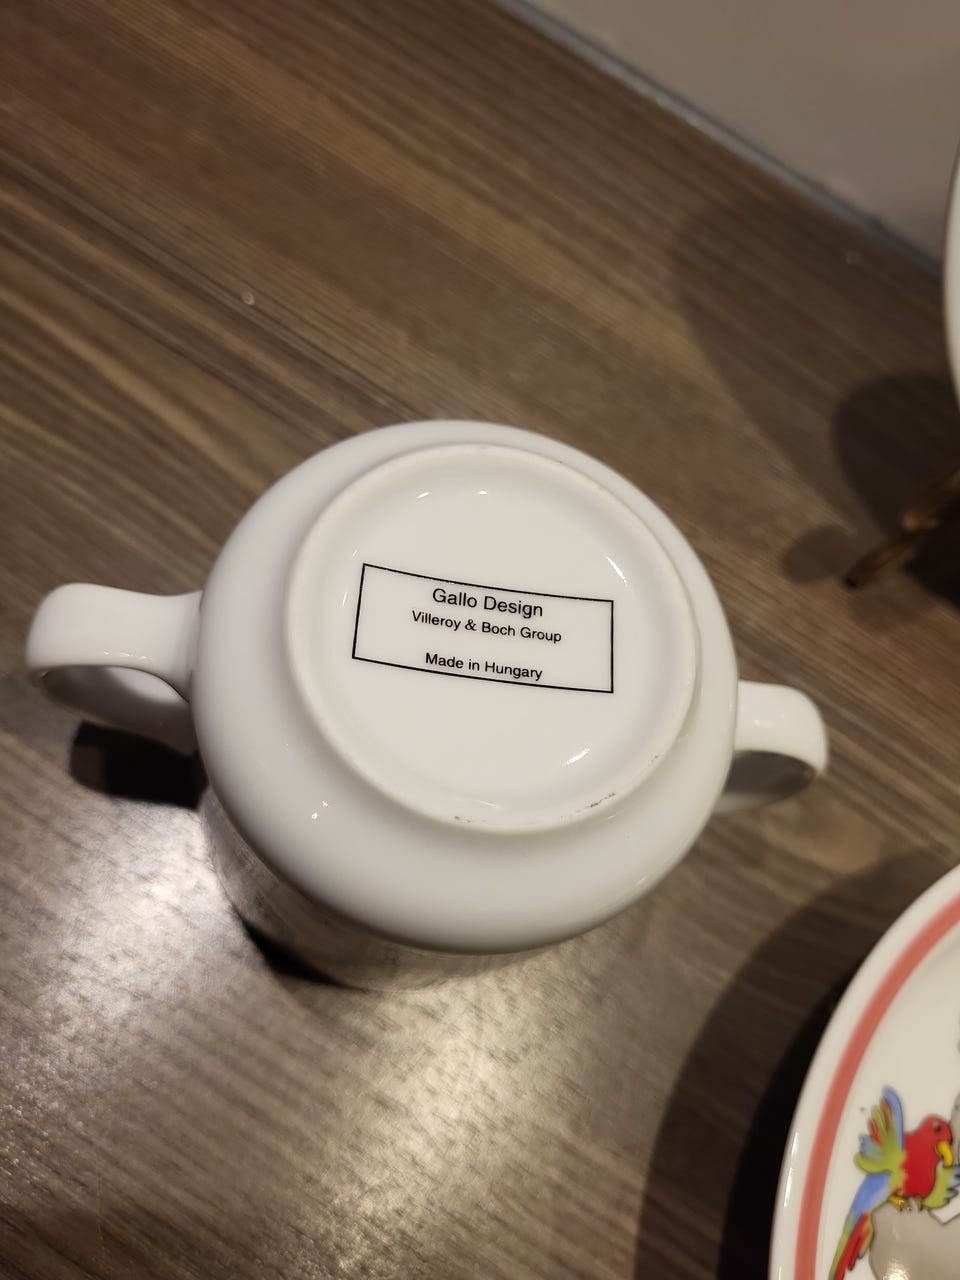 Gallo Design
Villeroy & Boch Group
Made in Hungary